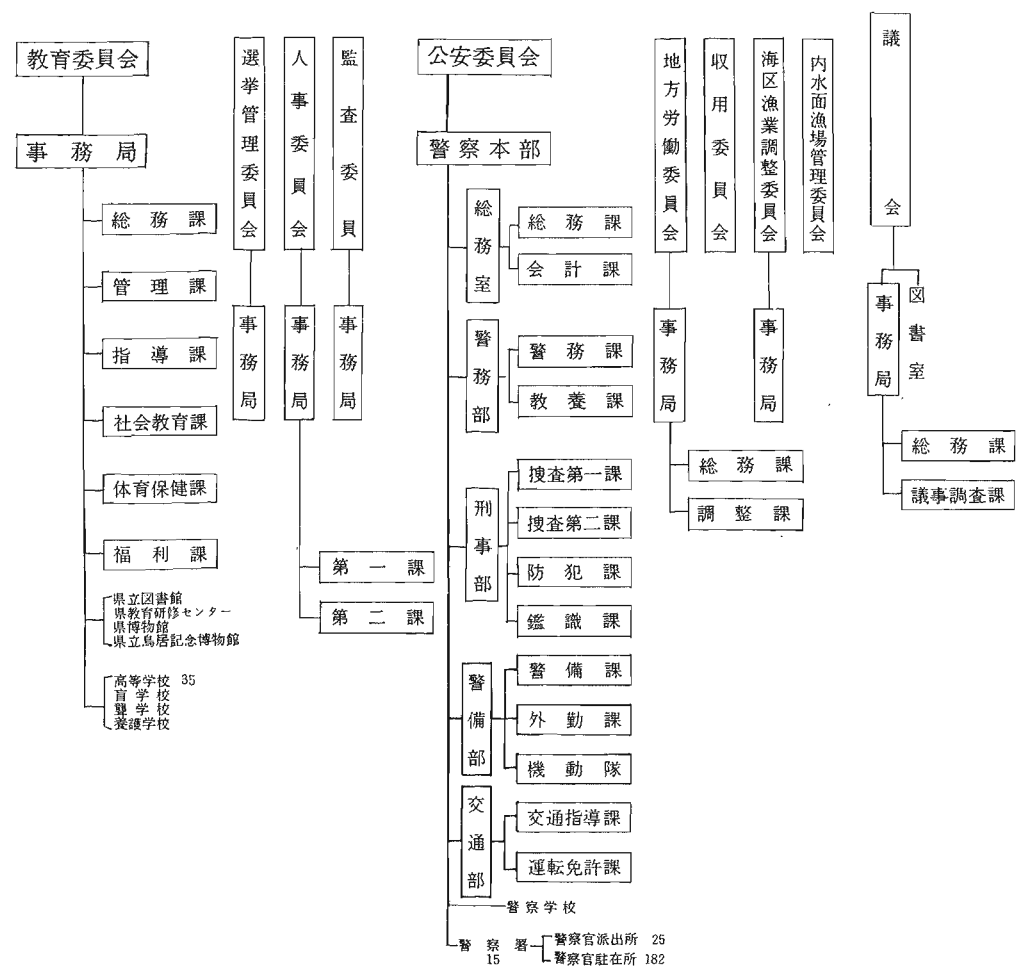 教育委員会
事務局
総務課
管理課
指導課
社会教育課
体育保健課
福利課
県立図書館
県教育研修センター
県博物館
県立鳥居記念博物館
高等学校 35
盲学校
聾学校
養護学校
選挙管理委員会
事務局
人事委員会
事務局
第一課
第二課
監査委員
事務局
公安委員会
警察本部
総務室
総務課
会計課
警務部
警務課
教養課
刑事部
捜査第一課
捜査第二課
防犯課
鑑識課
警備部
警備課
外勤課
機動隊
交通部
交通指導課
運転免許課
警察学校
警察署
15
警察官派出所 25
警察官駐在所 182
地方労働委員会
事務局
総務課
調整課
収用委員会
海区漁業調整委員会
事務局
内水面漁場管理委員会
議会
事務局
図書室
総務課
議事調査課